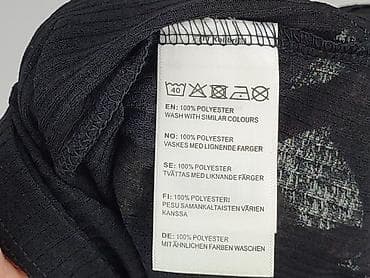 40
EN: 100% POLYESTER
WASH WITH SIMILAR COLOURS
NO: 100% POLYESTER
VASKES MED LIGNENDE FARGER
SE: 100% POLYESTER
TVÄTTAS MED LIKNANDE FÄRGER
FI: 100% POLYESTERI
PESU SAMANKALTAISTEN VÄRIEN
KANSSA
DE: 100% POLYESTER
MIT ÄHNLICHEN FARBEN WASCHEN